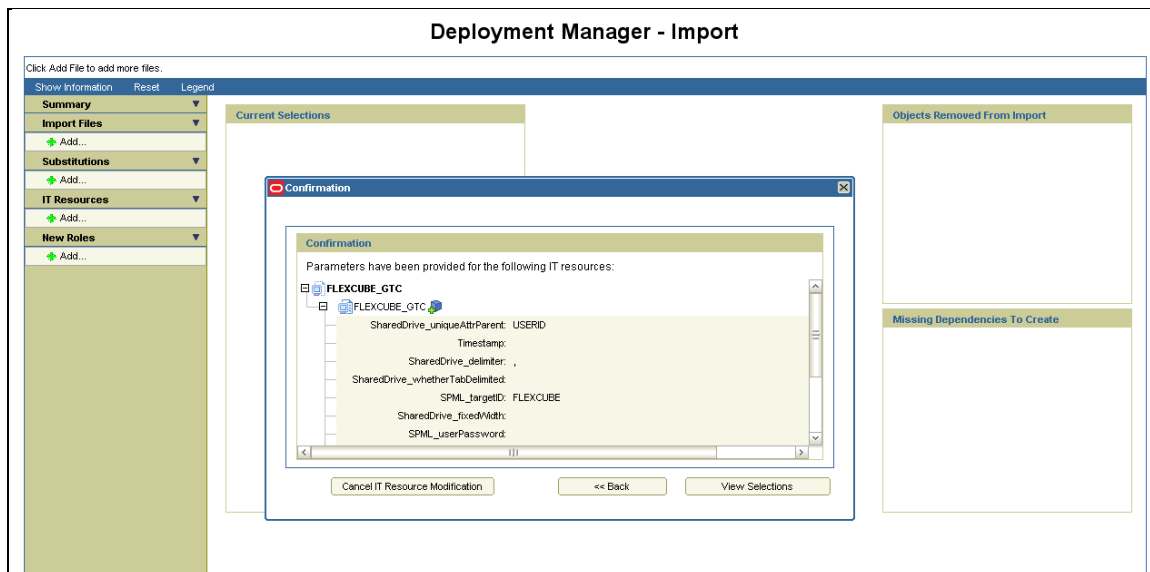 Deployment Manager - Import
Click Add File to add more files.
Show Information Reset Legend
Summary
Import Files
Add...
Substitutions
Add...
IT Resources
Add...
New Roles
Add...
Current Selections
Objects Removed From Import
Missing Dependencies To Create
Confirmation
Confirmation
Parameters have been provided for the following IT resources:
FLEXCUBE_GTC
FLEXCUBE_GTC
SharedDrive_uniqueAttrParent: USERID
Timestamp:
SharedDrive_delimiter: ,
SharedDrive_whetherTabDelimited:
SPML_targetID: FLEXCUBE
SharedDrive_fixedWidth:
SPML_userPassword:
Cancel IT Resource Modification << Back View Selections